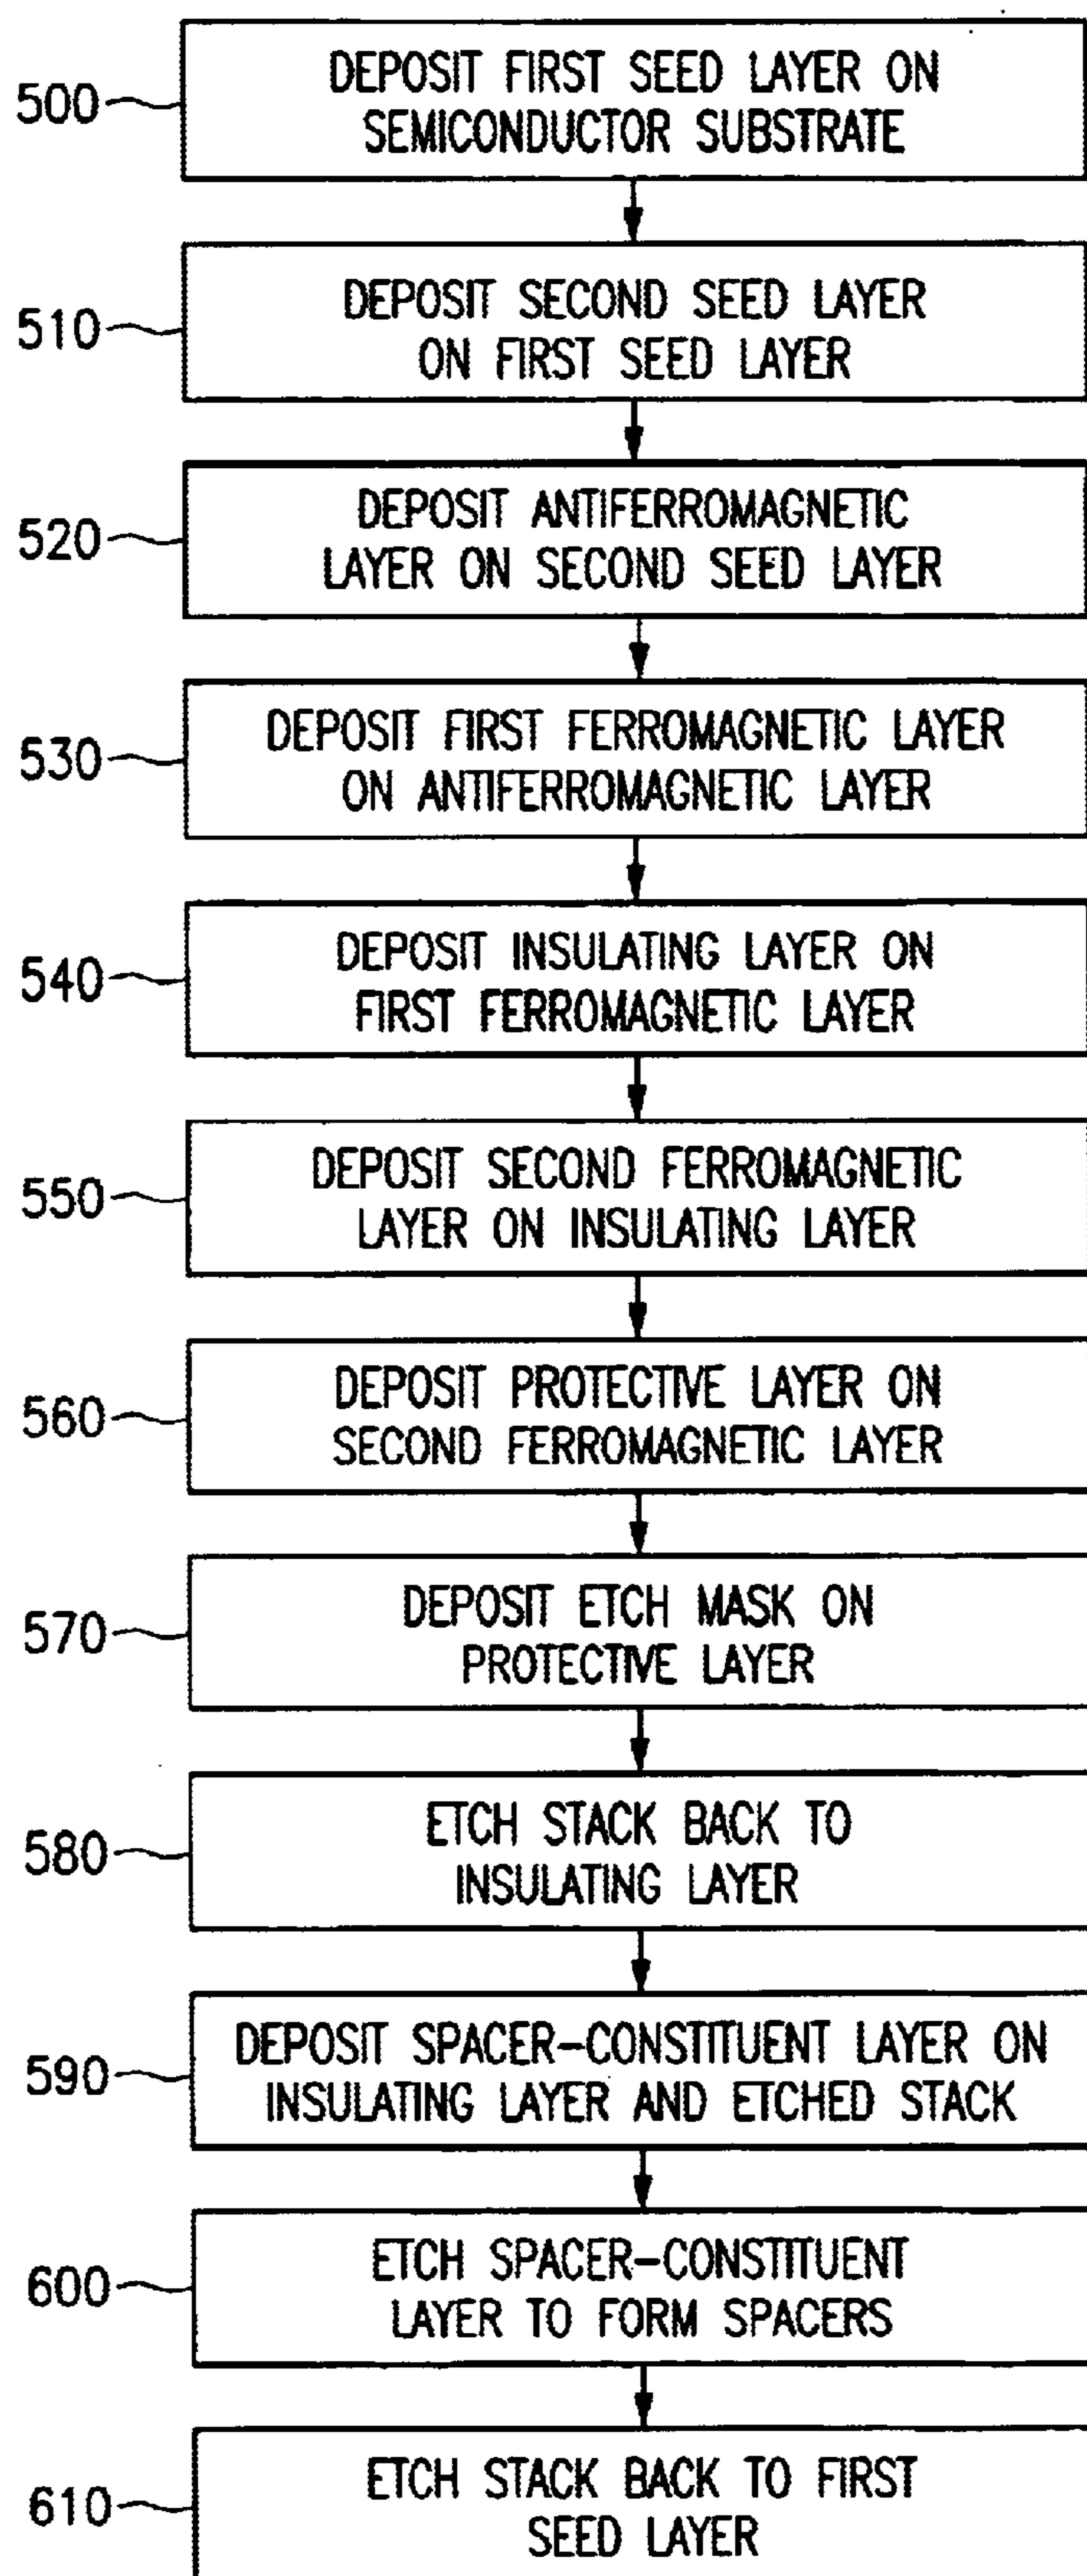 500
DEPOSIT FIRST SEED LAYER ON
SEMICONDUCTOR SUBSTRATE
510
DEPOSIT SECOND SEED LAYER
ON FIRST SEED LAYER
520
DEPOSIT ANTIFERROMAGNETIC
LAYER ON SECOND SEED LAYER
530
DEPOSIT FIRST FERROMAGNETIC LAYER
ON ANTIFERROMAGNETIC LAYER
540
DEPOSIT INSULATING LAYER ON
FIRST FERROMAGNETIC LAYER
550
DEPOSIT SECOND FERROMAGNETIC
LAYER ON INSULATING LAYER
560
DEPOSIT PROTECTIVE LAYER ON
SECOND FERROMAGNETIC LAYER
570
DEPOSIT ETCH MASK ON
PROTECTIVE LAYER
580
ETCH STACK BACK TO
INSULATING LAYER
590
DEPOSIT SPACER-CONSTITUENT LAYER ON
INSULATING LAYER AND ETCHED STACK
600
ETCH SPACER-CONSTITUENT
LAYER TO FORM SPACERS
610
ETCH STACK BACK TO FIRST
SEED LAYER